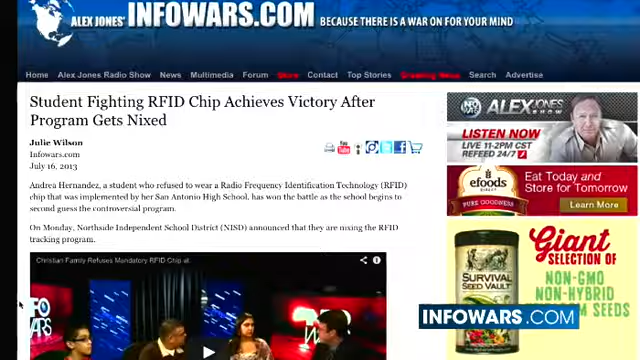 ALEX JONES' INFOWARS.COM BECAUSE THERE IS A WAR ON FOR YOUR MIND
Home Alex Jones Radio Show News Multimedia Forum Store Contact Top Stories Breaking News Search Advertise
Student Fighting RFID Chip Achieves Victory After
Program Gets Nixed
Julie Wilson
Infowars.com
July 16, 2013
Andrea Hernandez, a student who refused to wear a Radio Frequency Identification Technology (RFID)
chip that was implemented by her San Antonio High School, has won the battle as the school begins to
second guess the controversial program.
On Monday, Northside Independent School District (NISD) announced that they are nixing the RFID
tracking program.
Christian Family Refuses Mandatory RFID Chip at
WARS
ALEX JONES
SHOW
LISTEN NOW
LIVE 11-2PM CST
REFEED 24/7
efoods
DIRECT
PURE GOODNESS
Eat Today and
Store for Tomorrow
Learn More
SURVIVAL
SEED VAULT
Giant
SELECTION OF
NON-GMO
NON-HYBRID
SEEDS
INFOWARS.COM